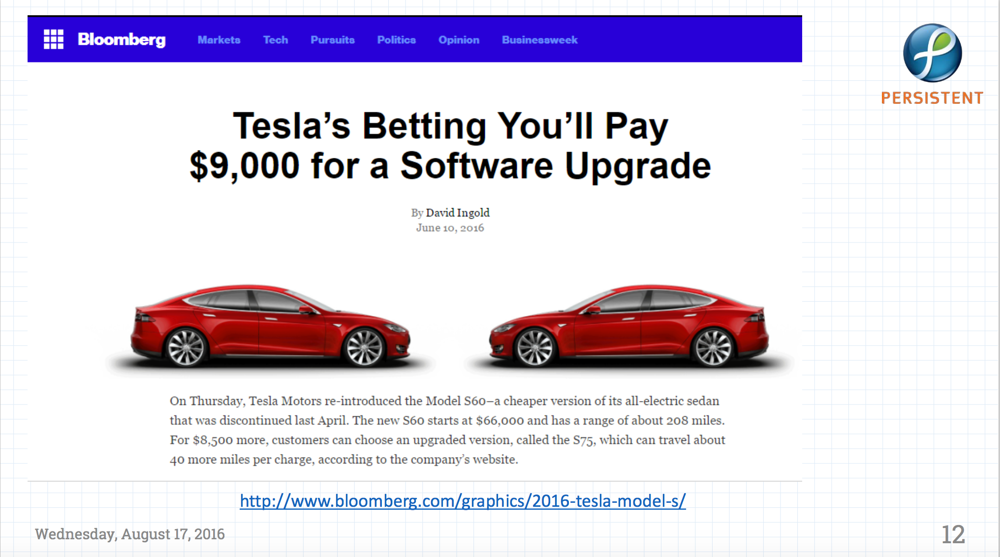 Bloomberg Markets Tech Pursuits Politics Opinion Businessweek
PERSISTENT
Tesla’s Betting You’ll Pay
$9,000 for a Software Upgrade
By David Ingold
June 10, 2016
On Thursday, Tesla Motors re-introduced the Model S60–a cheaper version of its all-electric sedan
that was discontinued last April. The new S60 starts at $66,000 and has a range of about 208 miles.
For $8,500 more, customers can choose an upgraded version, called the S75, which can travel about
40 more miles per charge, according to the company’s website.
http://www.bloomberg.com/graphics/2016-tesla-model-s/
Wednesday, August 17, 2016
12